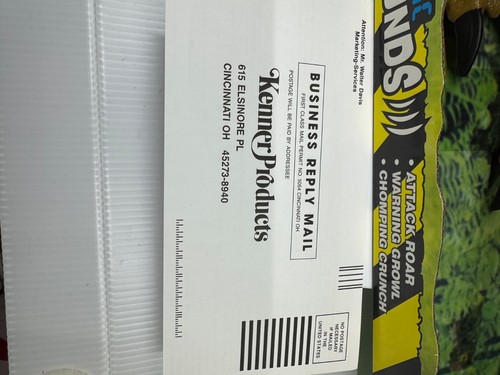 UNDS
• ATTACK ROAR
• WARNING GROWL
• CHOMPING CRUNCH
Attention: Mr. Walter Davis
Marketing-Services
NO POSTAGE
NECESSARY
IF MAILED
IN THE
UNITED STATES
BUSINESS REPLY MAIL
FIRST CLASS MAIL PERMIT NO. 5064 CINCINNATI OH
POSTAGE WILL BE PAID BY ADDRESSEE
Kenner Products
615 ELSINORE PL
CINCINNATI OH 45273-8940